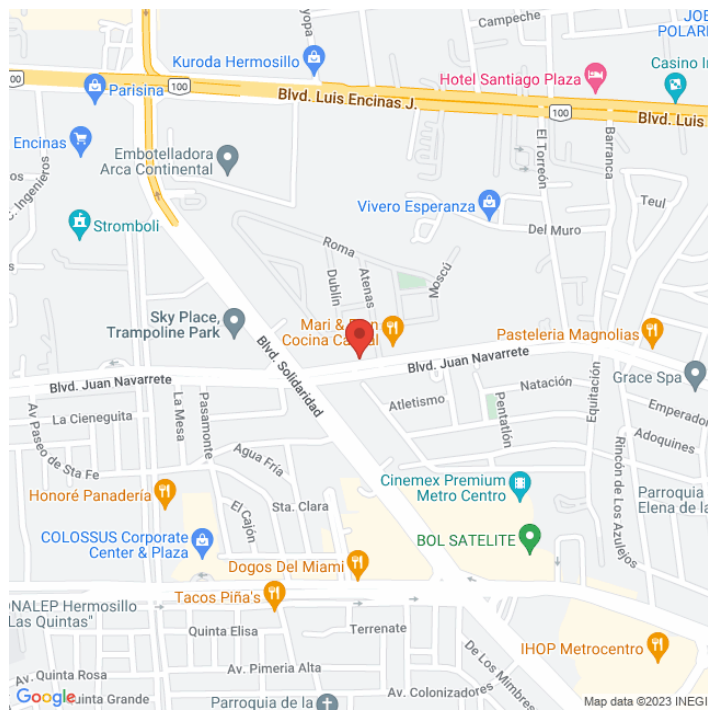 Campeche
yopa
JOE
POLARI
Kuroda Hermosillo
Casino In
Hotel Santiago Plaza
00
100
Parisina
Blvd. Luis Encinas J.
100
Blvd. Luis
Encinas
Embotelladora
Arca Continental
El Torreón
Barranca
C. Ingenieros
Teul
Vivero Esperanza
Stromboli
Del Muro
Roma
Dublín
Atenas
Moscú
Sky Place,
Trampoline Park
Mari &
Cocina
Pasteleria Magnolias
Blvd. Solidaridad
Blvd. Juan Navarrete
Blvd. Juan Navarrete
Grace Spa
Natación
Equitación
La Cieneguita
La Mesa
Pasamonte
Atletismo
Pentatlón
Emperador
Av Paseo de Sta Fe
Adoquines
Agua Fría
Rincón de Los Azulejos
Cinemex Premium
Metro Centro
Parroquia
Elena de la
Honoré Panadería
El Cajón
Sta. Clara
COLOSSUS Corporate
Center & Plaza
BOL SATELITE
Dogos Del Miami
Tacos Piña's
ONALEP Hermosillo
Las Quintas"
Quinta Elisa
Terrenate
De Los Mimbres
IHOP Metrocentro
Av. Quinta Rosa
Av. Pimeria Alta
Av. Colonizadores
Google
Quinta Grande
Parroquia de la
Map data ©2023 INEGI